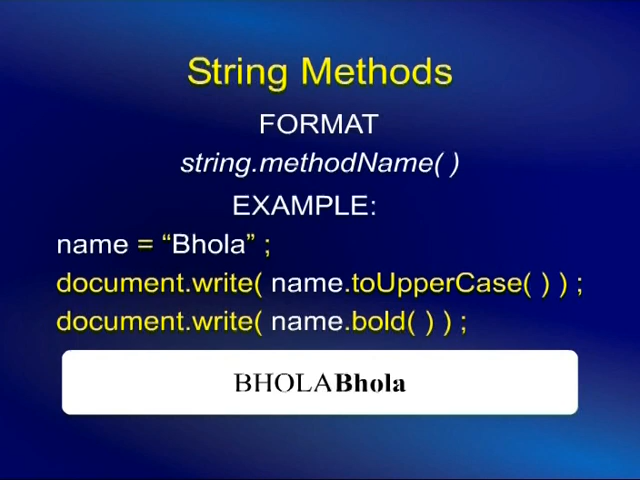 String Methods
FORMAT
string.methodName( )
EXAMPLE:
name = “Bhola” ;
document.write( name.toUpperCase( ) ) ;
document.write( name.bold( ) ) ;
BHOLABhola